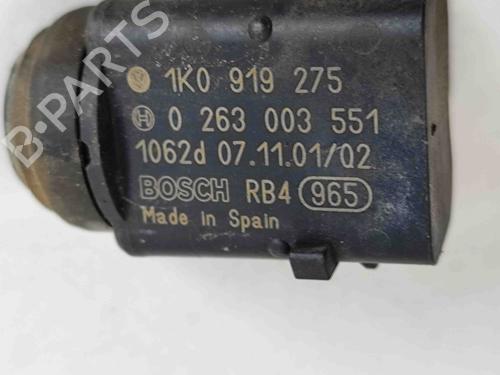 1K0 919 275
0 263 003 551
1062d 07.11.01/02
BOSCH RB4 965
Made in Spain
B-PARTS